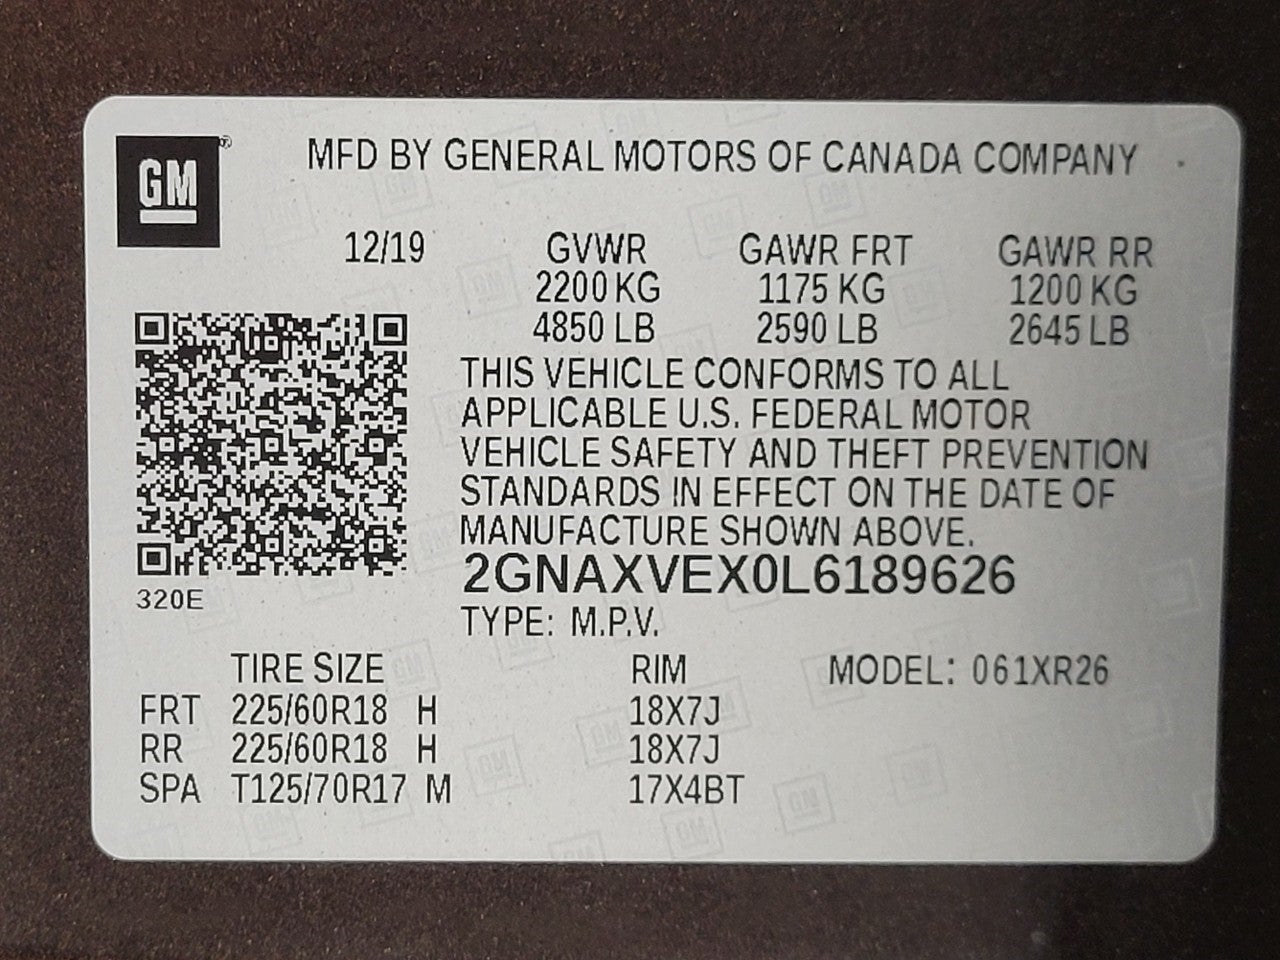 GM ®
MFD BY GENERAL MOTORS OF CANADA COMPANY
12/19 GVWR GAWR FRT GAWR RR
2200 KG 1175 KG 1200 KG
4850 LB 2590 LB 2645 LB
THIS VEHICLE CONFORMS TO ALL
APPLICABLE U.S. FEDERAL MOTOR
VEHICLE SAFETY AND THEFT PREVENTION
STANDARDS IN EFFECT ON THE DATE OF
MANUFACTURE SHOWN ABOVE.
2GNAXVEX0L6189626
320E
TYPE: M.P.V.
TIRE SIZE RIM MODEL: 061XR26
FRT 225/60R18 H 18X7J
RR 225/60R18 H 18X7J
SPA T125/70R17 M 17X4BT